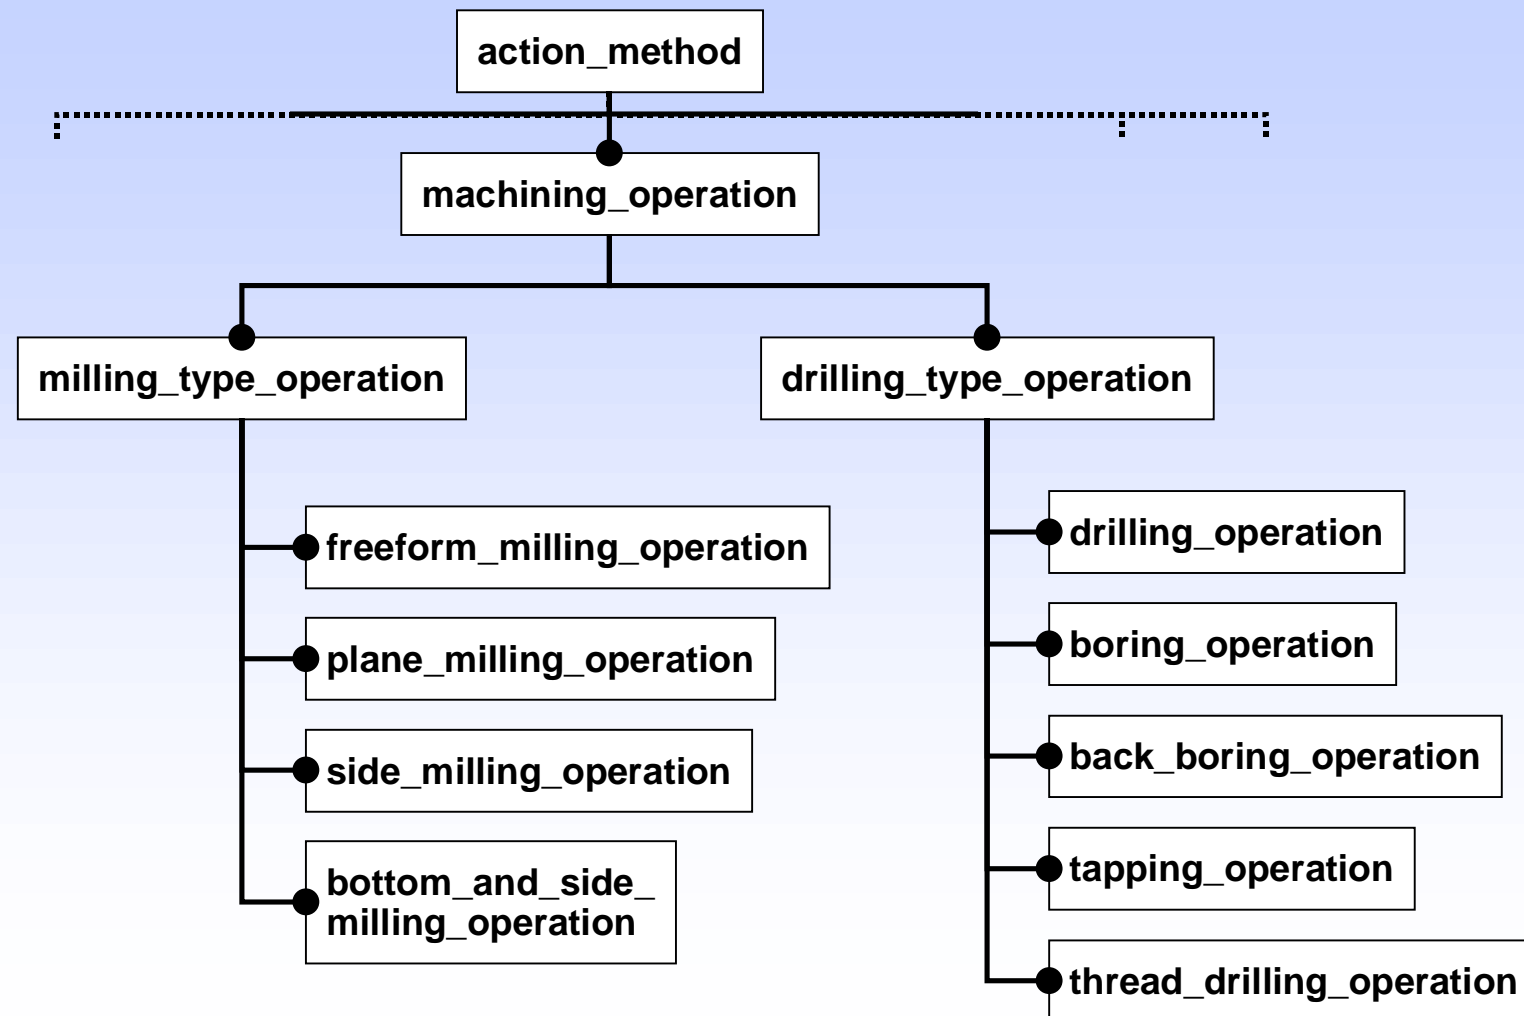 action_method
machining_operation
milling_type_operation
drilling_type_operation
freeform_milling_operation
plane_milling_operation
side_milling_operation
bottom_and_side_
milling_operation
drilling_operation
boring_operation
back_boring_operation
tapping_operation
thread_drilling_operation